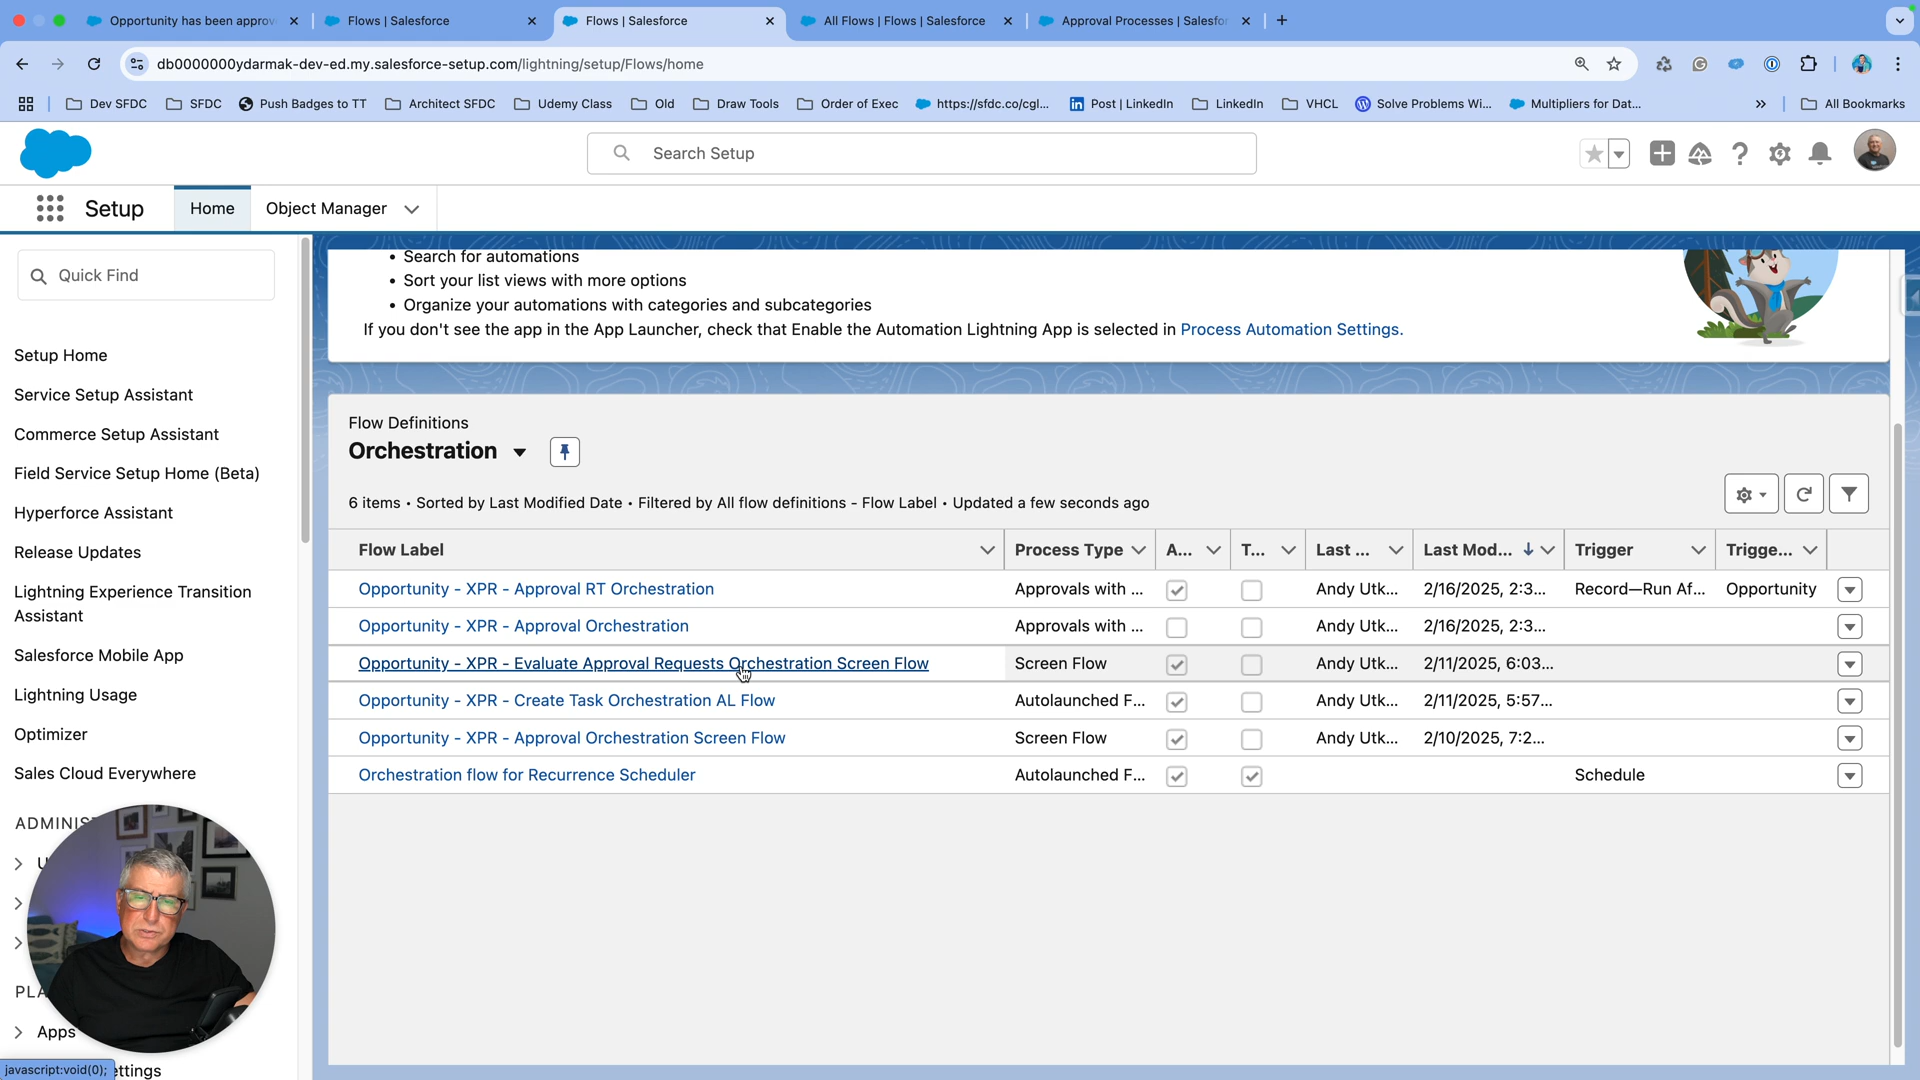 Opportunity has been approv
Flows | Salesforce
Flows | Salesforce
All Flows | Flows | Salesforce
Approval Processes | Salesfor
db0000000ydarmak-dev-ed.my.salesforce-setup.com/lightning/setup/Flows/home
Dev SFDC
SFDC
Push Badges to TT
Architect SFDC
Udemy Class
Old
Draw Tools
Order of Exec
https://sfdc.co/cgl...
Post | LinkedIn
LinkedIn
VHCL
Solve Problems Wi...
Multipliers for Dat...
All Bookmarks
Search Setup
Setup
Home
Object Manager
Quick Find
Setup Home
Service Setup Assistant
Commerce Setup Assistant
Field Service Setup Home (Beta)
Hyperforce Assistant
Release Updates
Lightning Experience Transition
Assistant
Salesforce Mobile App
Lightning Usage
Optimizer
Sales Cloud Everywhere
ADMINIS
U
PLA
Apps
ettings
javascript:void(0);
• Search for automations
• Sort your list views with more options
• Organize your automations with categories and subcategories
If you don't see the app in the App Launcher, check that Enable the Automation Lightning App is selected in Process Automation Settings.
Flow Definitions
Orchestration
6 items • Sorted by Last Modified Date • Filtered by All flow definitions - Flow Label • Updated a few seconds ago
Flow Label Process Type A... T... Last ... Last Mod... Trigger Trigge...
Opportunity - XPR - Approval RT Orchestration Approvals with ... Andy Utk... 2/16/2025, 2:3... Record—Run Af... Opportunity
Opportunity - XPR - Approval Orchestration Approvals with ... Andy Utk... 2/16/2025, 2:3...
Opportunity - XPR - Evaluate Approval Requests Orchestration Screen Flow Screen Flow Andy Utk... 2/11/2025, 6:03...
Opportunity - XPR - Create Task Orchestration AL Flow Autolaunched F... Andy Utk... 2/11/2025, 5:57...
Opportunity - XPR - Approval Orchestration Screen Flow Screen Flow Andy Utk... 2/10/2025, 7:2...
Orchestration flow for Recurrence Scheduler Autolaunched F... Schedule